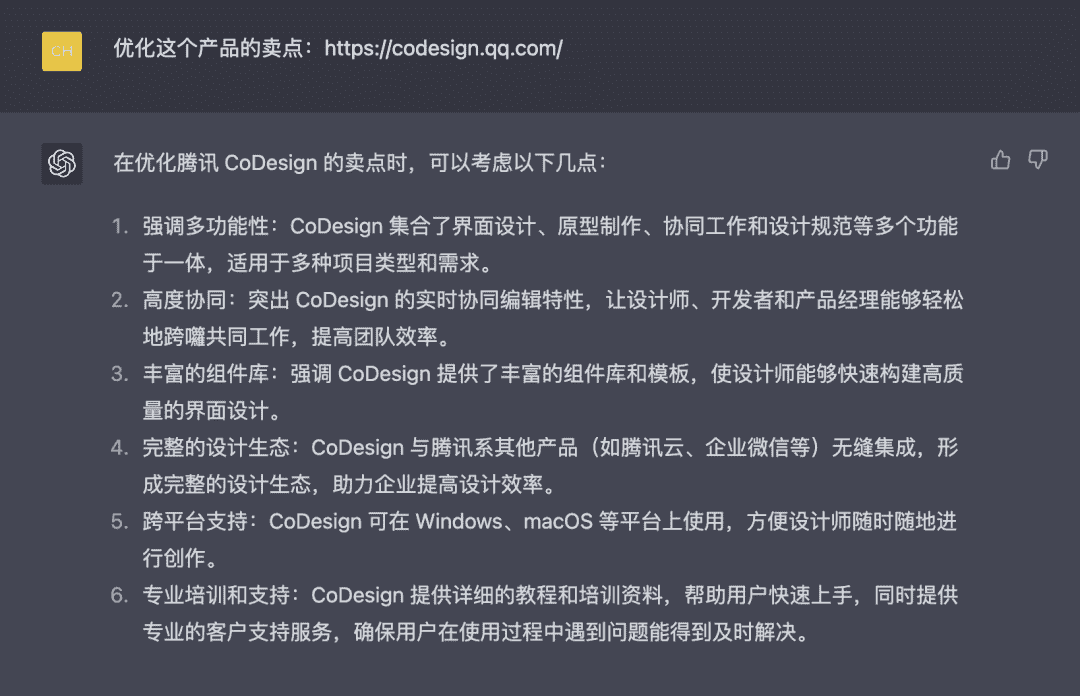 CH
优化这个产品的卖点：https://codesign.qq.com/
在优化腾讯 CoDesign 的卖点时，可以考虑以下几点：
1. 强调多功能性：CoDesign 集合了界面设计、原型制作、协同工作和设计规范等多个功能
于一体，适用于多种项目类型和需求。
2. 高度协同：突出 CoDesign 的实时协同编辑特性，让设计师、开发者和产品经理能够轻松
地跨囉共同工作，提高团队效率。
3. 丰富的组件库：强调 CoDesign 提供了丰富的组件库和模板，使设计师能够快速构建高质
量的界面设计。
4. 完整的设计生态：CoDesign 与腾讯系其他产品（如腾讯云、企业微信等）无缝集成，形
成完整的设计生态，助力企业提高设计效率。
5. 跨平台支持：CoDesign 可在 Windows、macOS 等平台上使用，方便设计师随时随地进
行创作。
6. 专业培训和支持：CoDesign 提供详细的教程和培训资料，帮助用户快速上手，同时提供
专业的客户支持服务，确保用户在使用过程中遇到问题能得到及时解决。